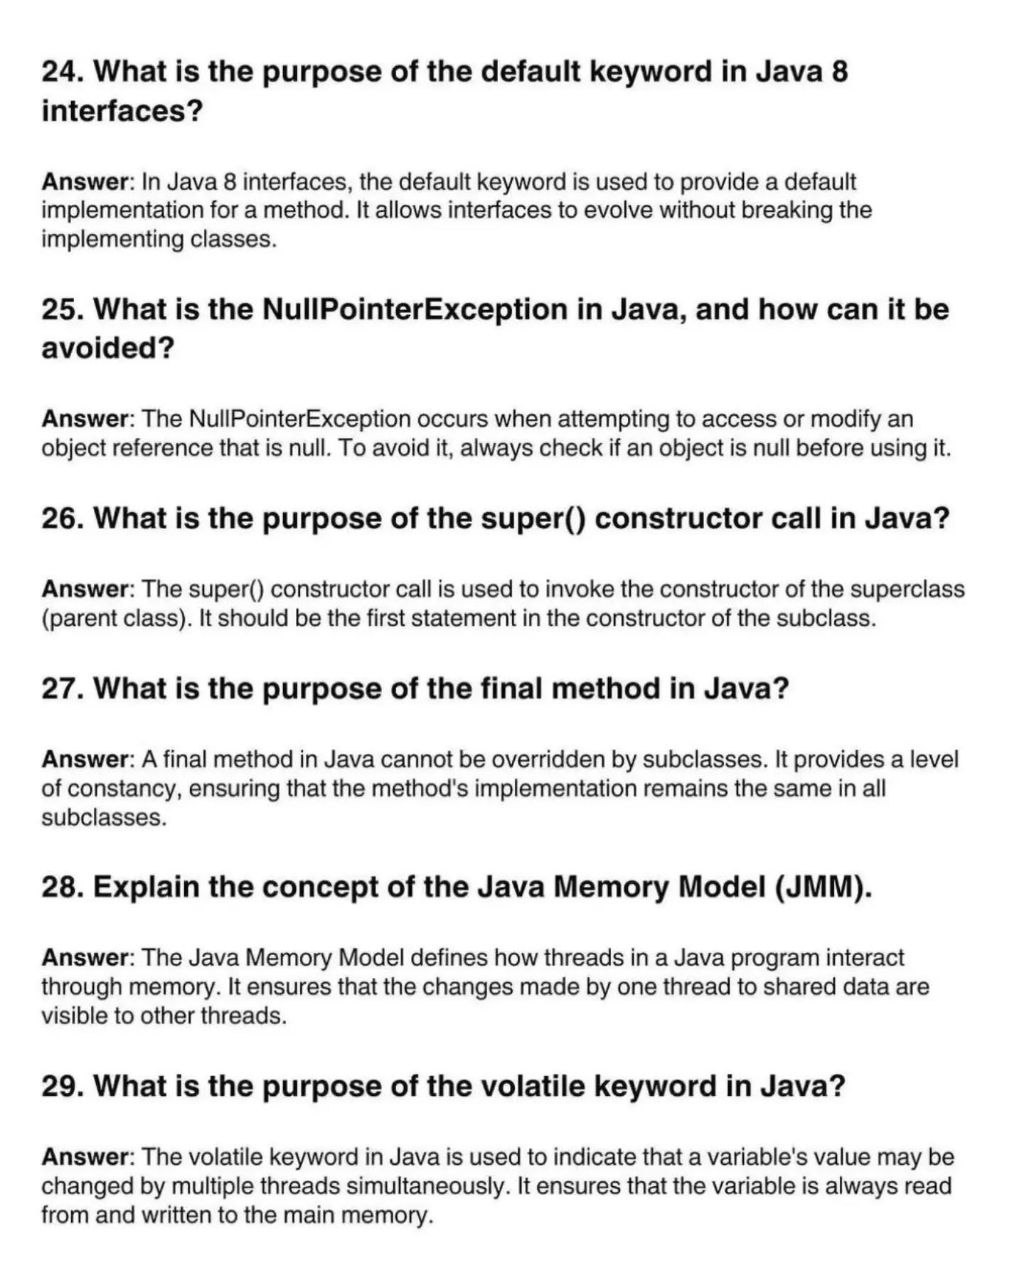 24. What is the purpose of the default keyword in Java 8
interfaces?
Answer: In Java 8 interfaces, the default keyword is used to provide a default
implementation for a method. It allows interfaces to evolve without breaking the
implementing classes.
25. What is the NullPointerException in Java, and how can it be
avoided?
Answer: The NullPointerException occurs when attempting to access or modify an
object reference that is null. To avoid it, always check if an object is null before using it.
26. What is the purpose of the super() constructor call in Java?
Answer: The super() constructor call is used to invoke the constructor of the superclass
(parent class). It should be the first statement in the constructor of the subclass.
27. What is the purpose of the final method in Java?
Answer: A final method in Java cannot be overridden by subclasses. It provides a level
of constancy, ensuring that the method's implementation remains the same in all
subclasses.
28. Explain the concept of the Java Memory Model (JMM).
Answer: The Java Memory Model defines how threads in a Java program interact
through memory. It ensures that the changes made by one thread to shared data are
visible to other threads.
29. What is the purpose of the volatile keyword in Java?
Answer: The volatile keyword in Java is used to indicate that a variable's value may be
changed by multiple threads simultaneously. It ensures that the variable is always read
from and written to the main memory.